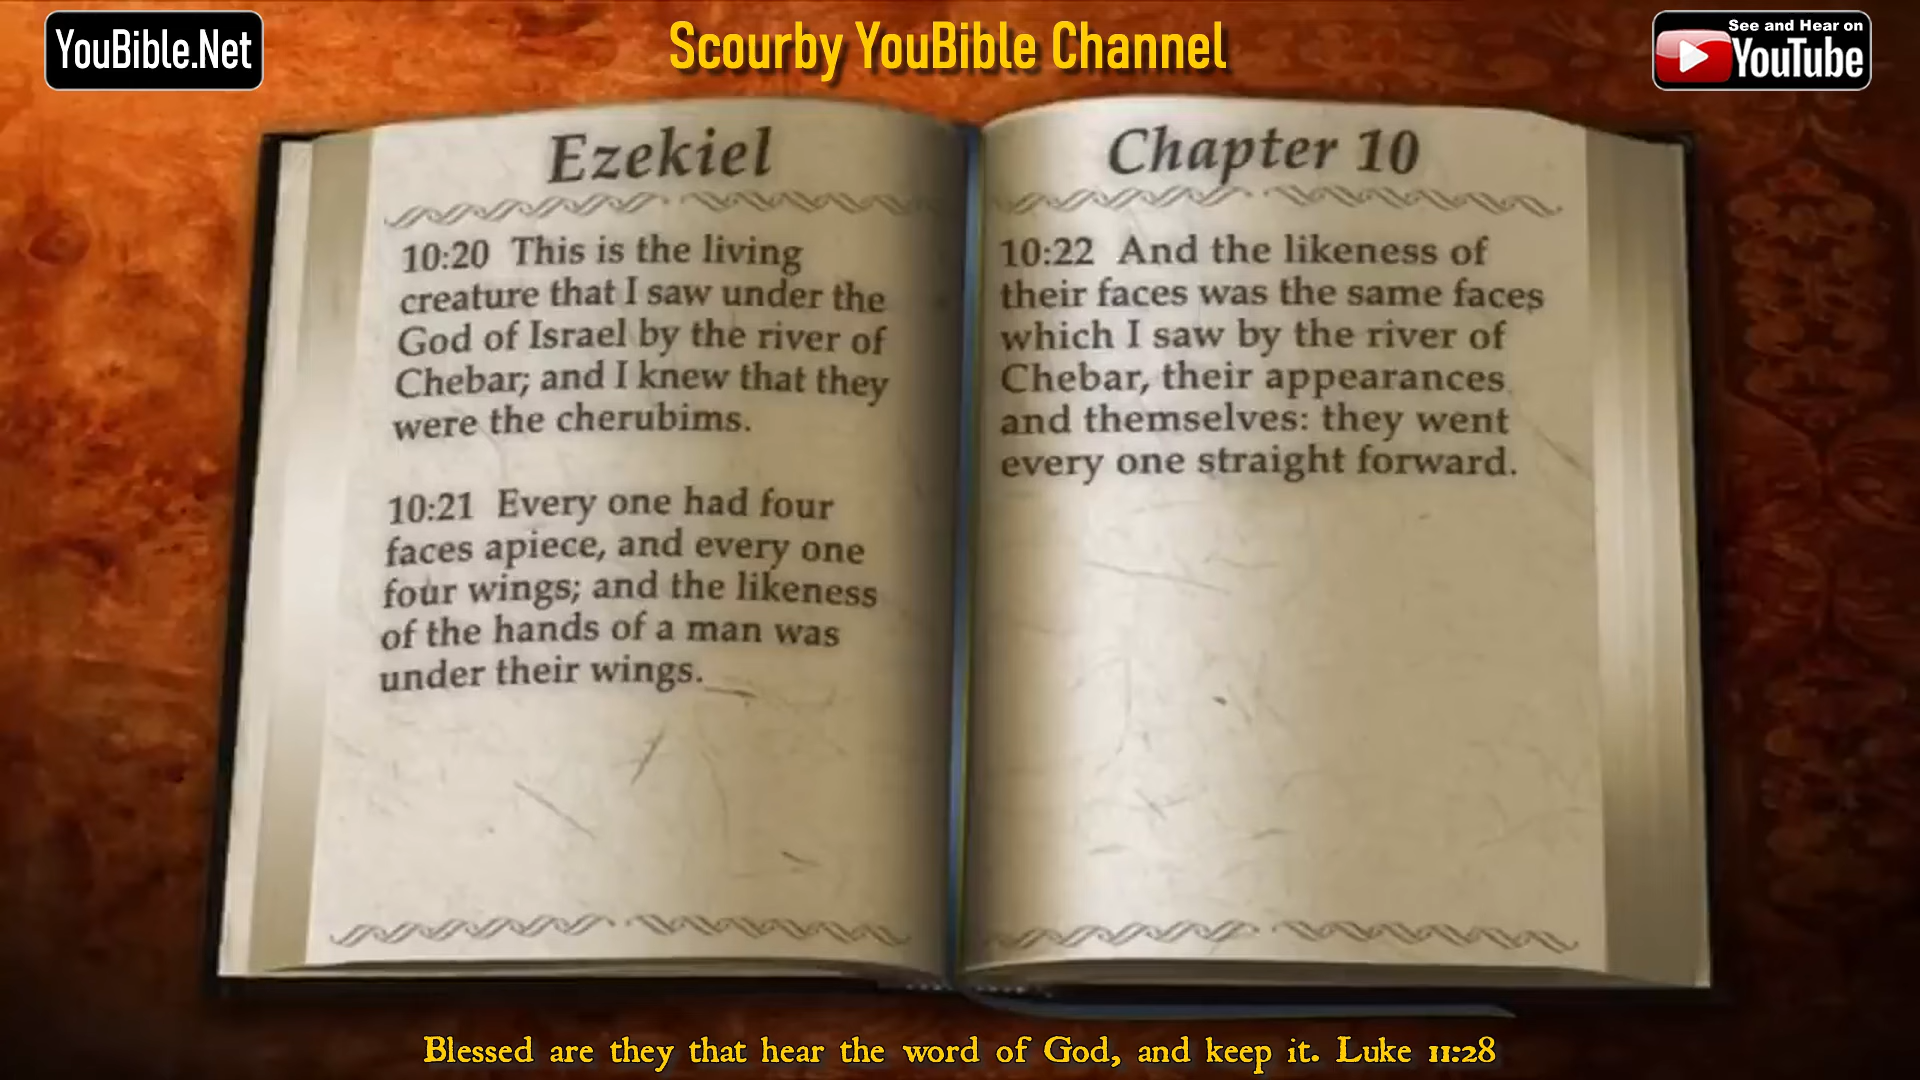 YouBible.Net
Scourby YouBible Channel
See and Hear on
YouTube
Ezekiel
10:20 This is the living
creature that I saw under the
God of Israel by the river of
Chebar; and I knew that they
were the cherubims.
10:21 Every one had four
faces apiece, and every one
four wings; and the likeness
of the hands of a man was
under their wings.
Chapter 10
10:22 And the likeness of
their faces was the same faces
which I saw by the river of
Chebar, their appearances
and themselves: they went
every one straight forward.
Blessed are they that hear the word of God, and keep it. Luke 11:28